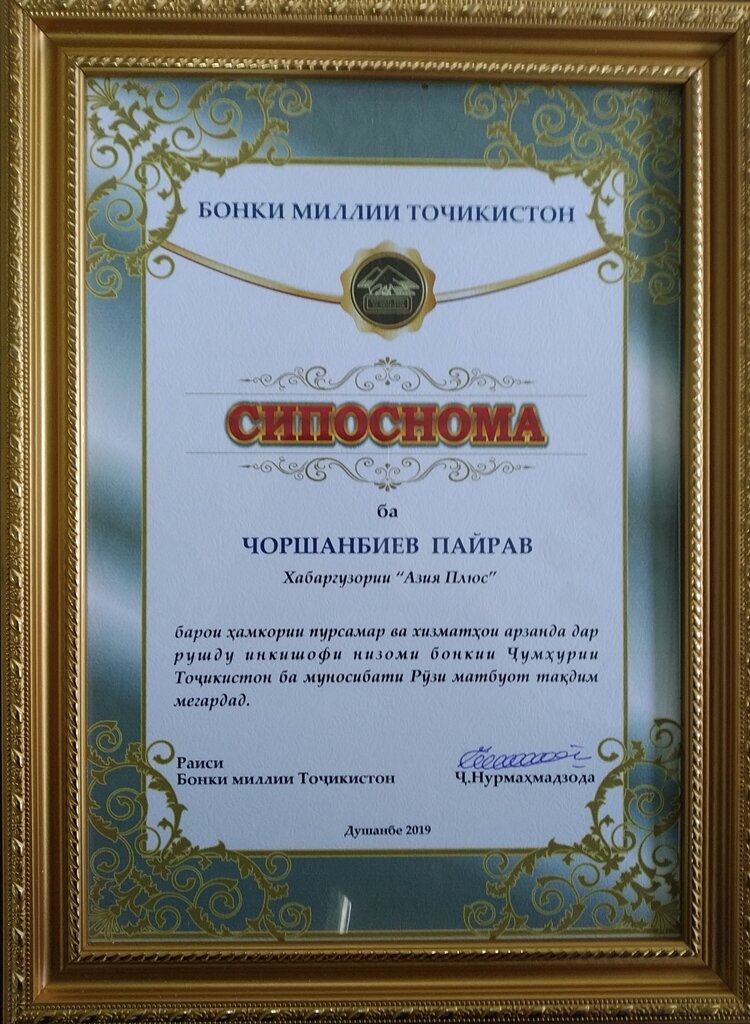 БОНКИ МИЛЛИИ ТОҶИКИСТОН
СИПОСНОМА
ба
ЧОРШАНБИЕВ ПАЙРАВ
Хабаргузории “Азия Плюс”
барои ҳамкории пурсамар ва хизматҳои арзанда дар
рушду инкишофи низоми бонкии Ҷумҳурии
Тоҷикистон ба муносибати Рӯзи матбуот тақдим
мегардад.
Раиси
Бонки миллии Тоҷикистон
Ҷ.Нурмаҳмадзода
Душанбе 2019